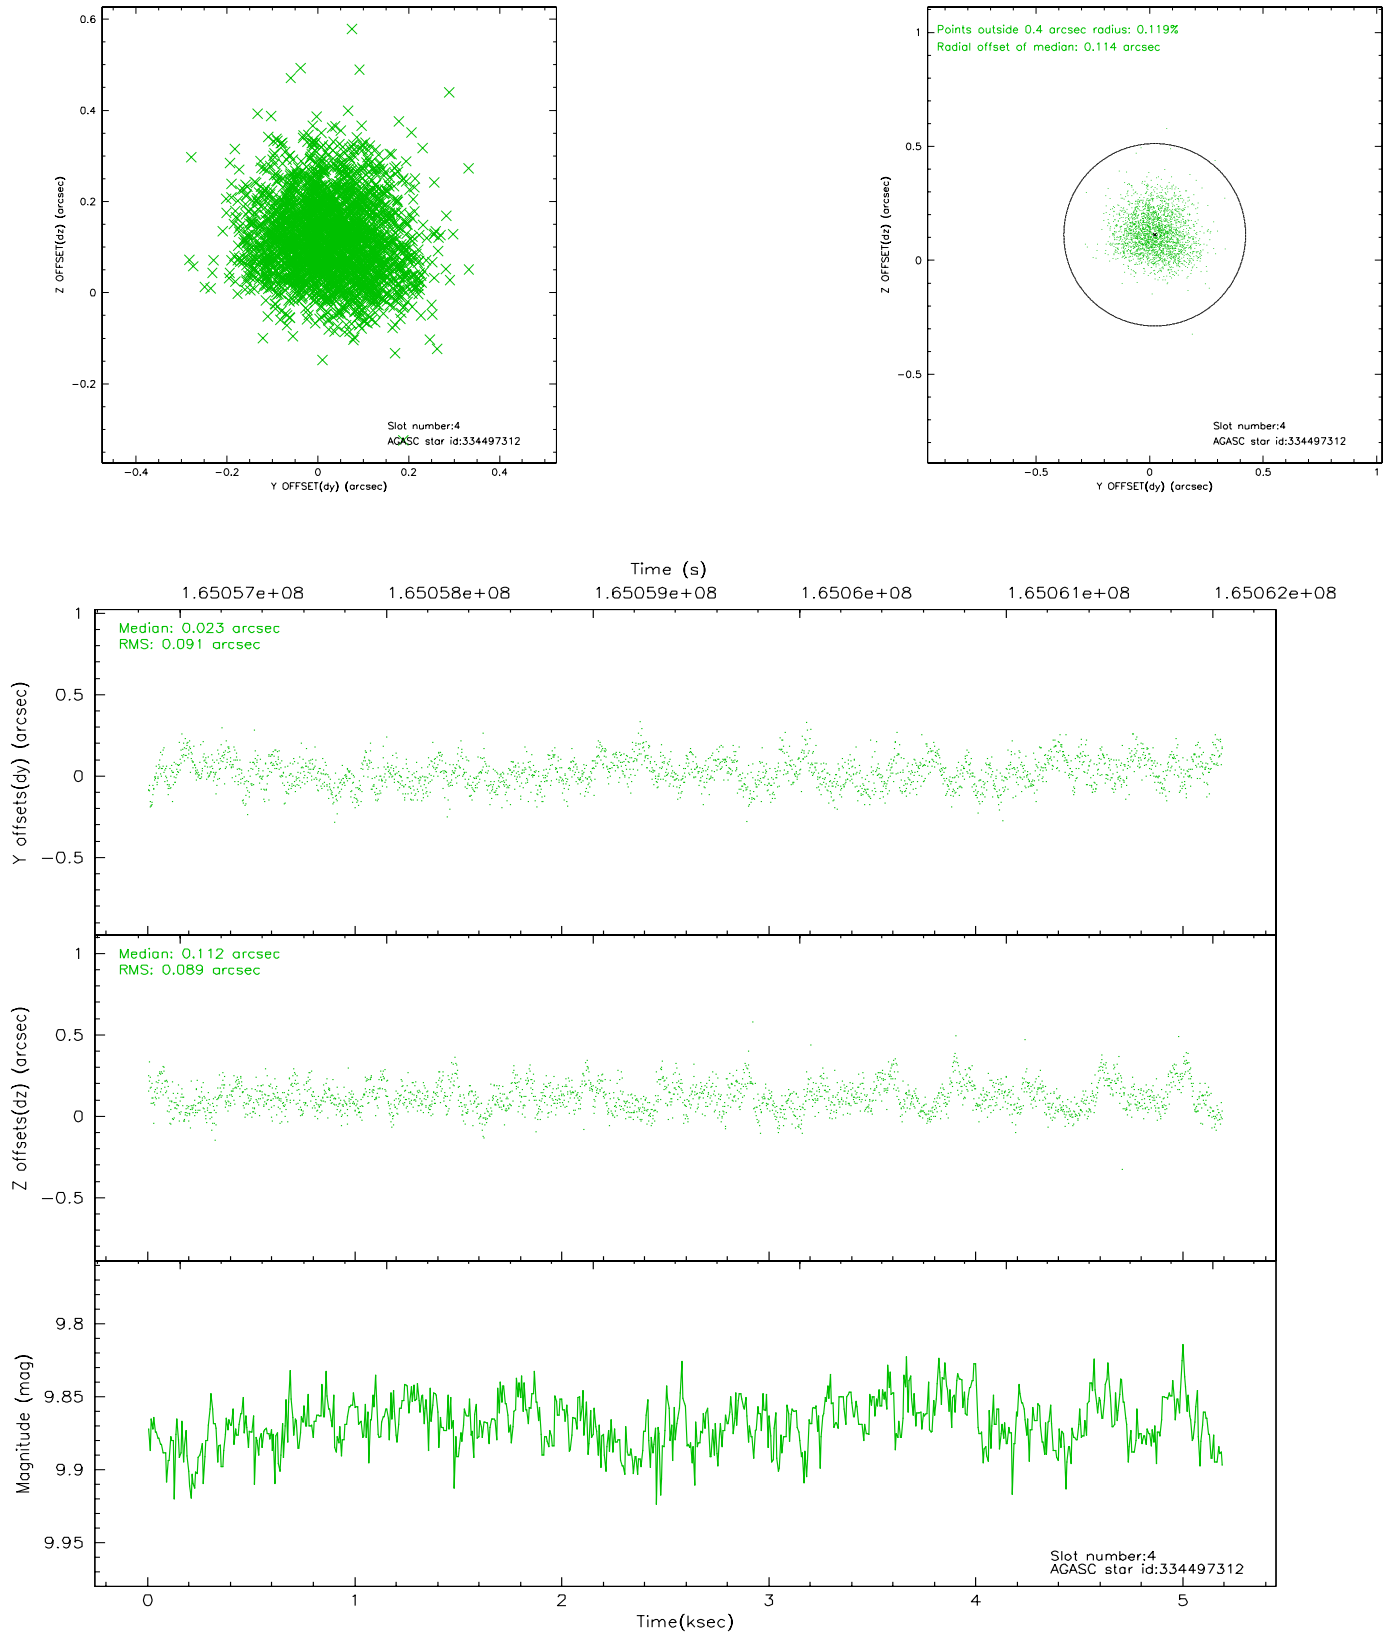 0.6
0.4
0.2
0
−0.2
Z OFFSET(dz) (arcsec)
Slot number:4
AGASC star id:334497312
−0.4 −0.2 0 0.2 0.4
Y OFFSET(dy) (arcsec)
Points outside 0.4 arcsec radius: 0.119%
Radial offset of median: 0.114 arcsec
1
0.5
0
−0.5
Z OFFSET(dz) (arcsec)
Slot number:4
AGASC star id:334497312
−0.5 0 0.5 1
Y OFFSET(dy) (arcsec)
Time (s)
1.65057e+08 1.65058e+08 1.65059e+08 1.6506e+08 1.65061e+08 1.65062e+08
Median: 0.023 arcsec
RMS: 0.091 arcsec
1
0.5
0
−0.5
Y offsets(dy) (arcsec)
Median: 0.112 arcsec
RMS: 0.089 arcsec
1
0.5
0
−0.5
Z offsets(dz) (arcsec)
9.8
9.85
9.9
9.95
Magnitude (mag)
Slot number:4
AGASC star id:334497312
0 1 2 3 4 5
Time(ksec)